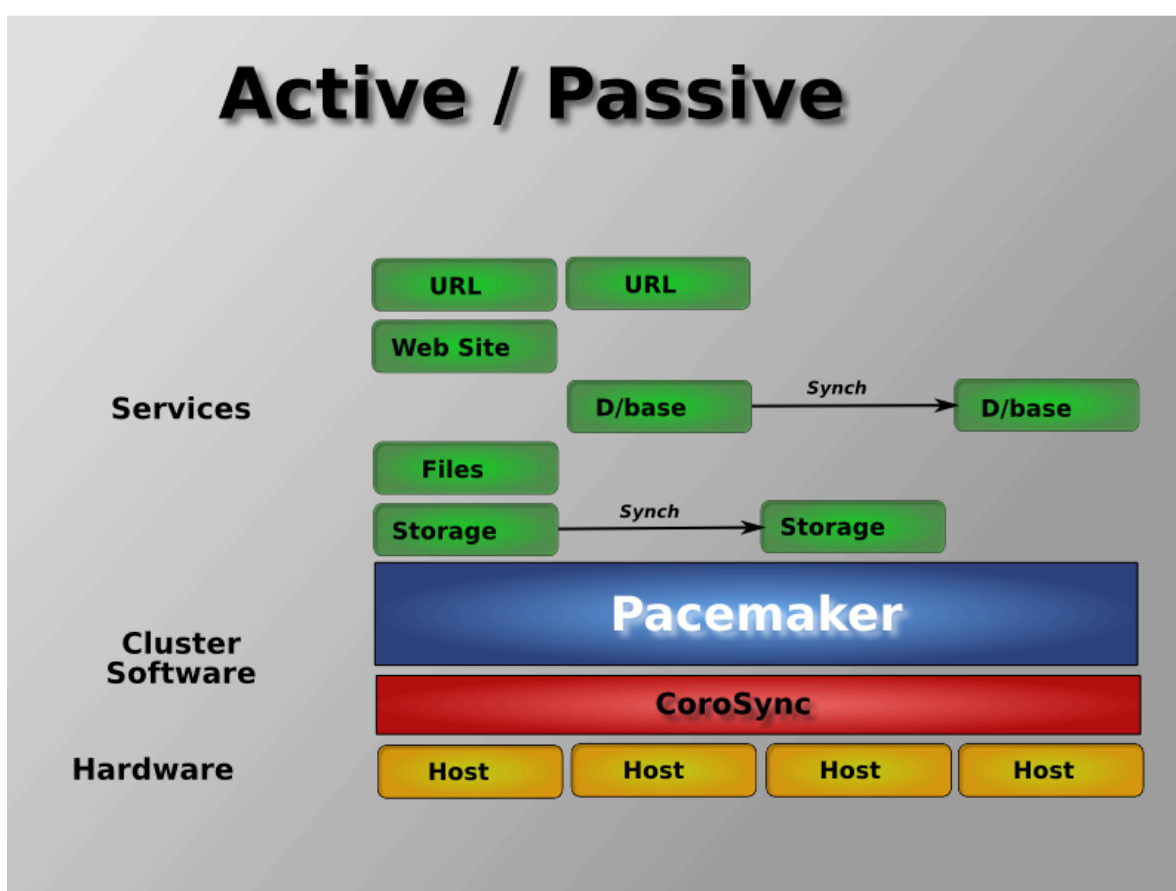 Active / Passive
URL
URL
Web Site
Services
D/base
Synch
D/base
Files
Storage
Synch
Storage
Pacemaker
Cluster
Software
CoroSync
Hardware
Host
Host
Host
Host